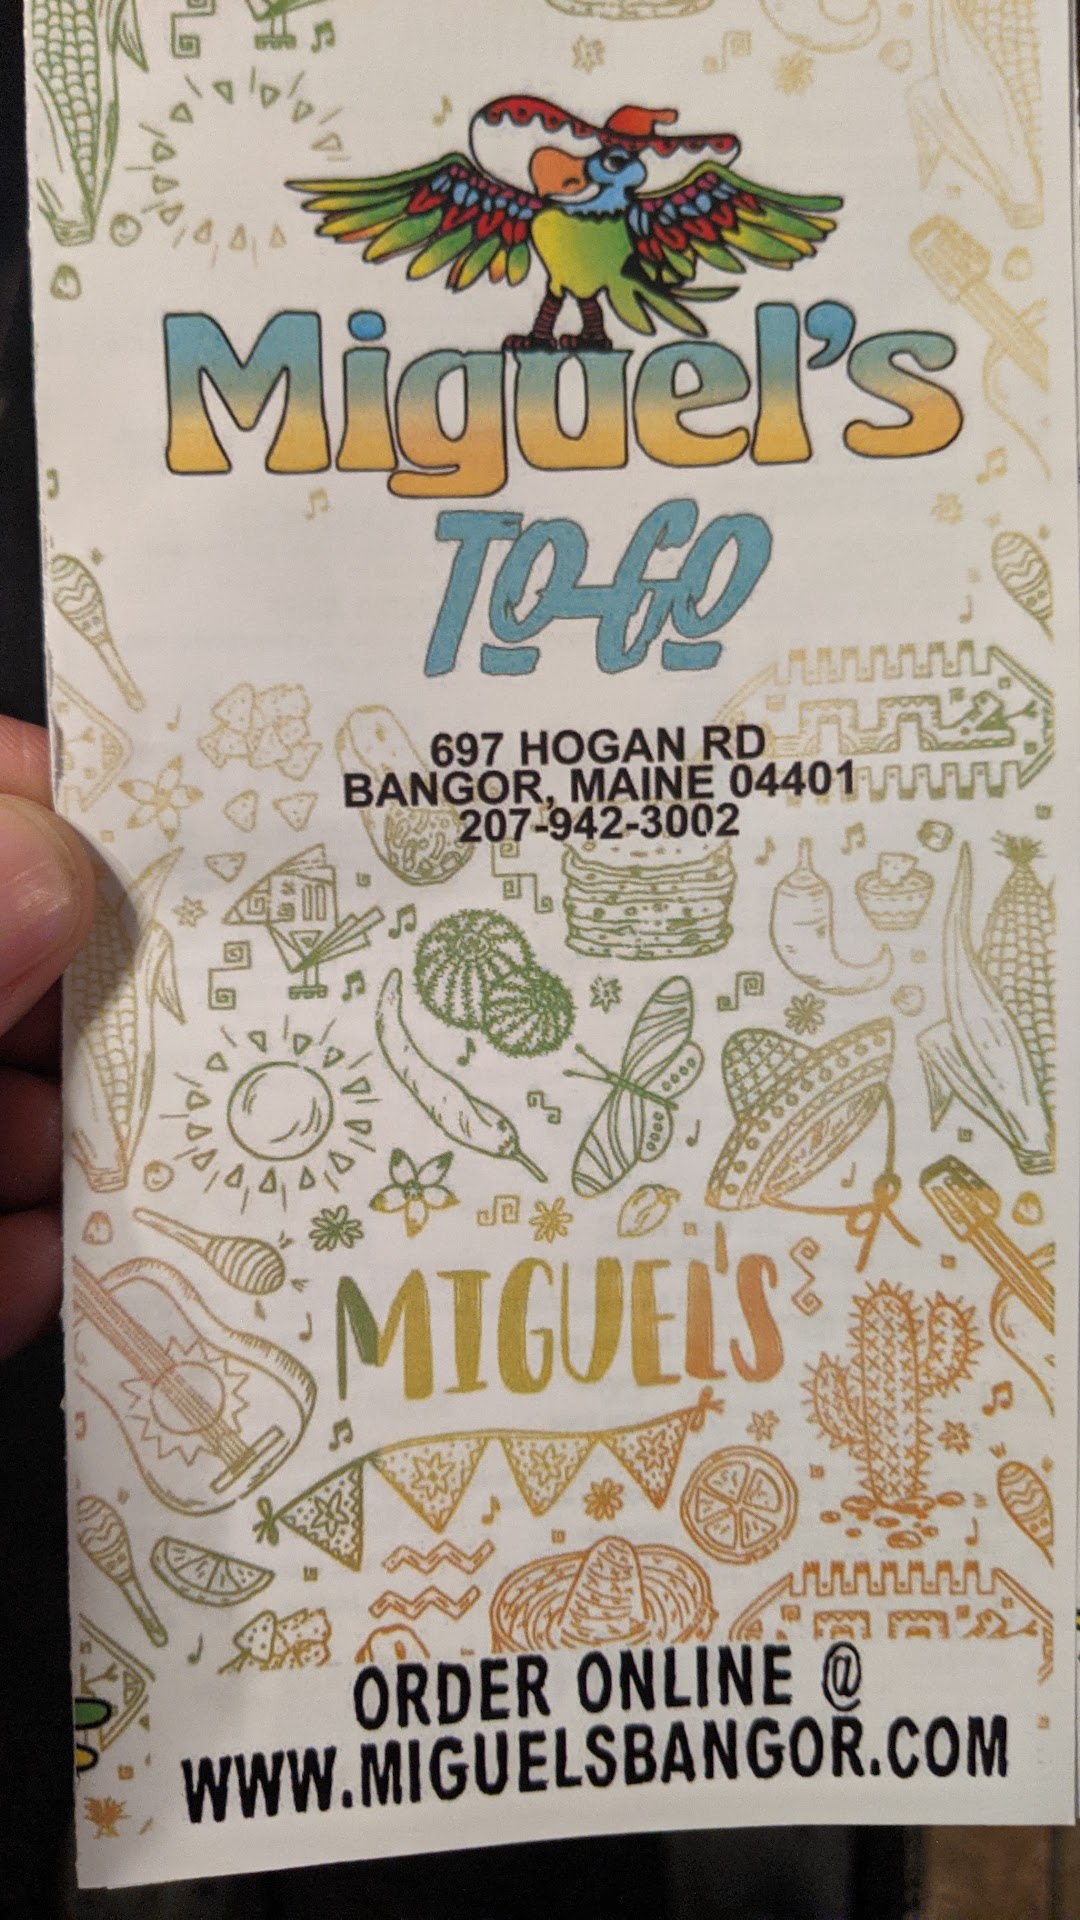 Miguel's
TO-GO
697 HOGAN RD
BANGOR, MAINE 04401
207-942-3002
MIGUEL'S
ORDER ONLINE @
WWW.MIGUELSBANGOR.COM